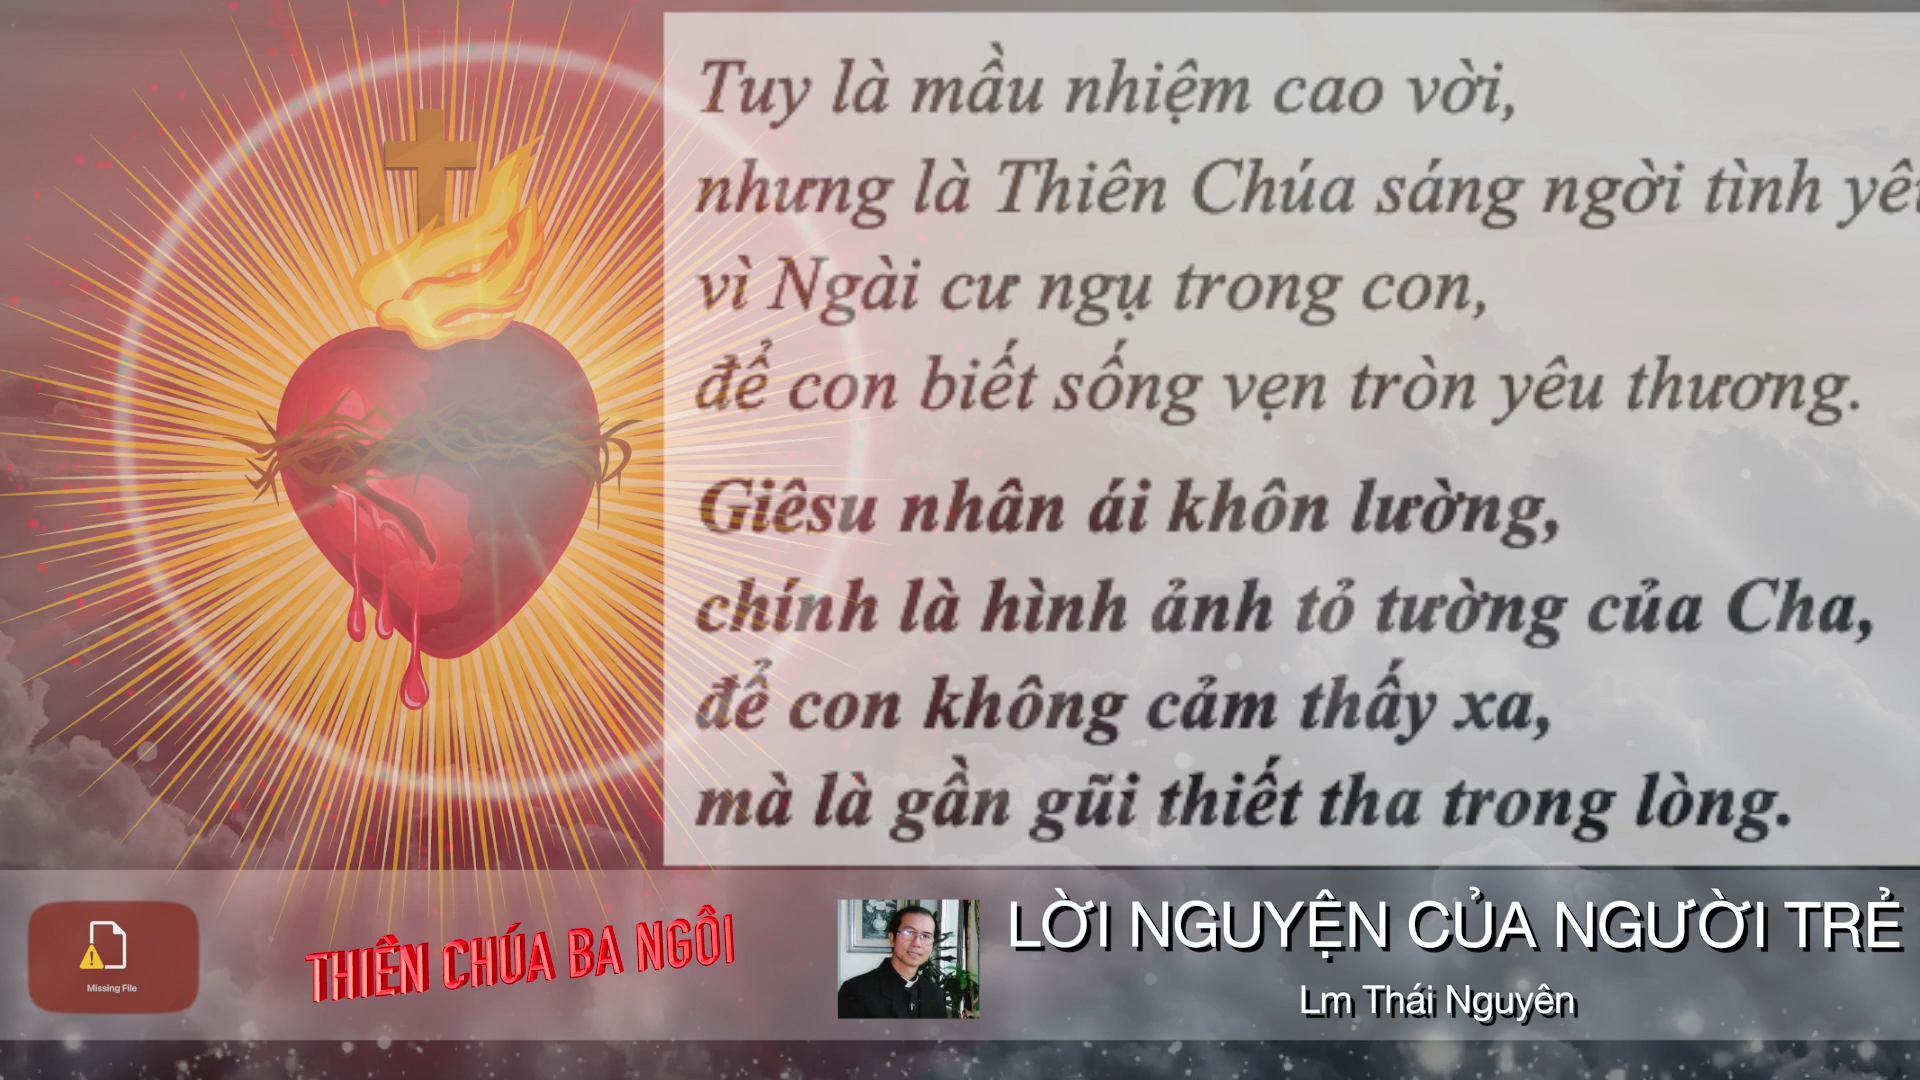 Tuy là mầu nhiệm cao vời,
nhưng là Thiên Chúa sáng ngời tình
vì Ngài cư ngụ trong con,
để con biết sống vẹn tròn yêu thương.
Giêsu nhân ái khôn lường,
chính là hình ảnh tỏ tường của Cha,
để con không cảm thấy xa,
mà là gần gũi thiết tha trong lòng.
Missing File
THIÊN CHÚA BA NGÔI
LỜI NGUYỆN CỦA NGƯỜI TRẺ
Lm Thái Nguyên